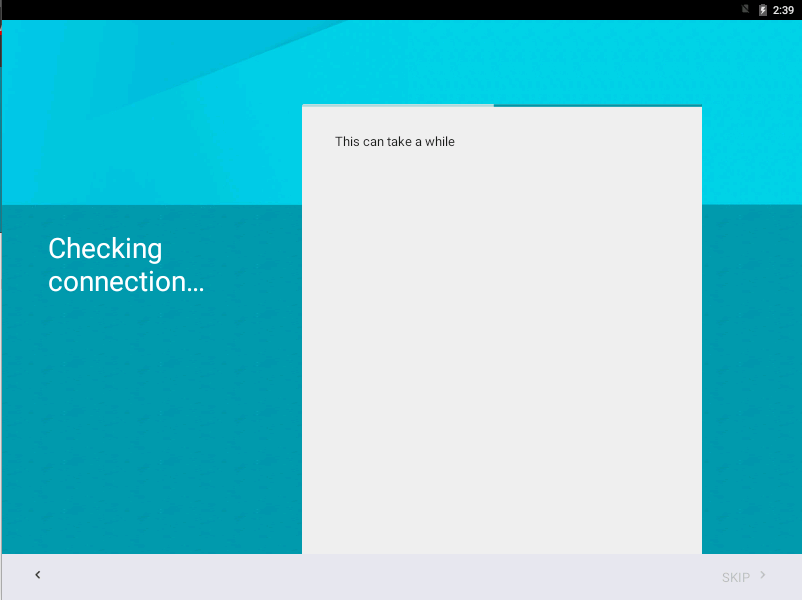 2:39
This can take a while
Checking
connection...
SKIP